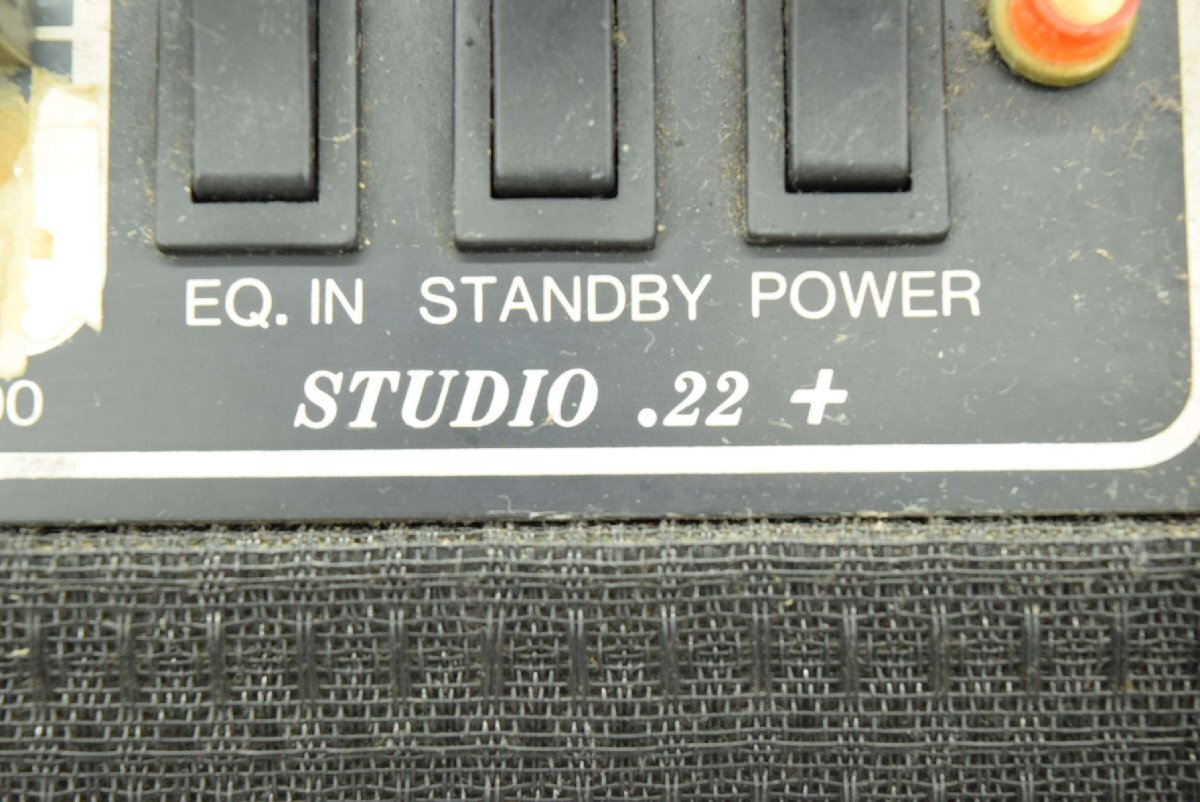 EQ. IN STANDBY POWER
STUDIO .22 +